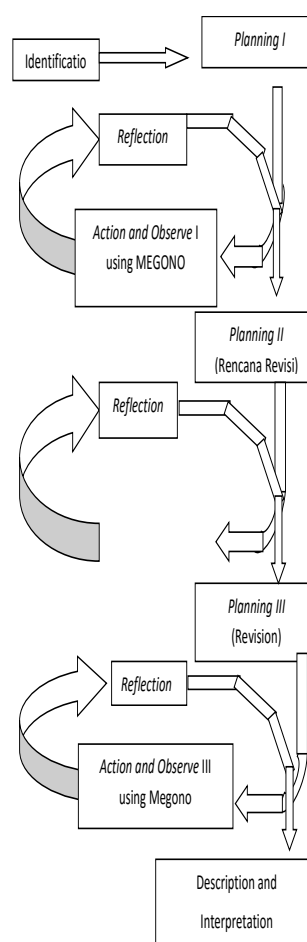 Planning I
Identificatio
Reflection
Action and Observe I
using MEGONO
Planning II
(Rencana Revisi)
Reflection
Planning III
(Revision)
Reflection
Action and Observe III
using Megono
Description and
Interpretation